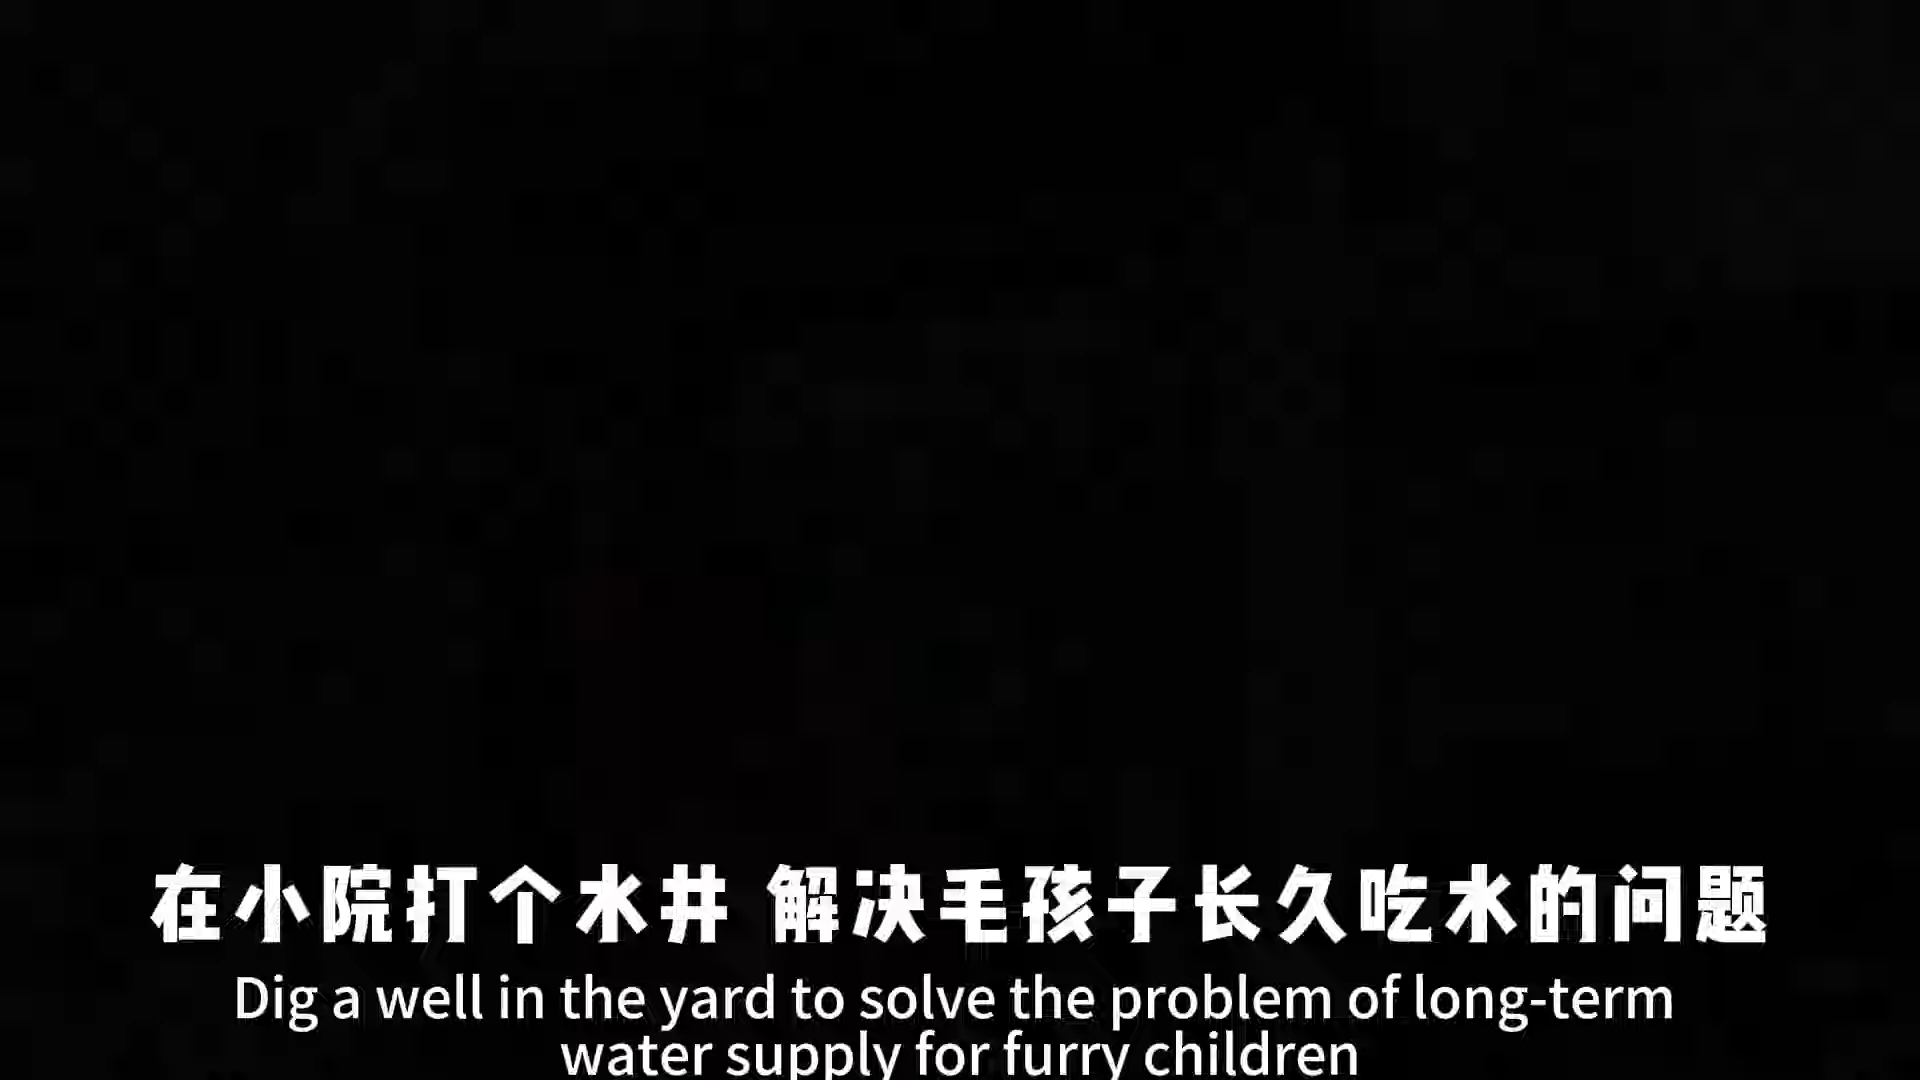 在小院打个水井 解决毛孩子长久吃水的问题
Dig a well in the yard to solve the problem of long-term
water supply for furry children